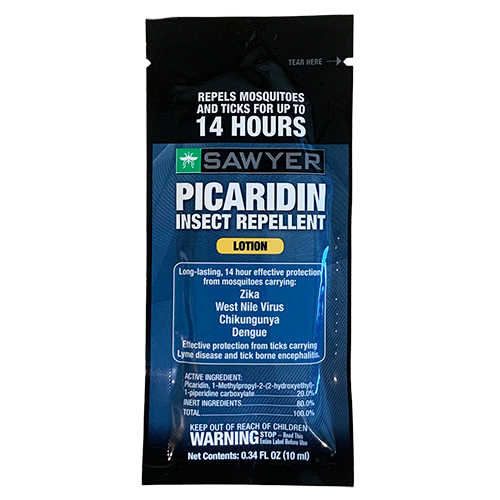 TEAR HERE
REPELS MOSQUITOES
AND TICKS FOR UP TO
14 HOURS
SAWYER
PICARIDIN
INSECT REPELLENT
LOTION
Long-lasting, 14 hour effective protection
from mosquitoes carrying:
Zika
West Nile Virus
Chikungunya
Dengue
Effective protection from ticks carrying
Lyme disease and tick borne encephalitis.
ACTIVE INGREDIENT:
Picaridin, 1-Methylpropyl-2-(2-hydroxyethyl)-
1-piperidine carboxylate 20.0%
INERT INGREDIENTS 80.0%
TOTAL 100.0%
KEEP OUT OF REACH OF CHILDREN
WARNING STOP – Read This
Entire Label Before Use
Net Contents: 0.34 FL OZ (10 ml)